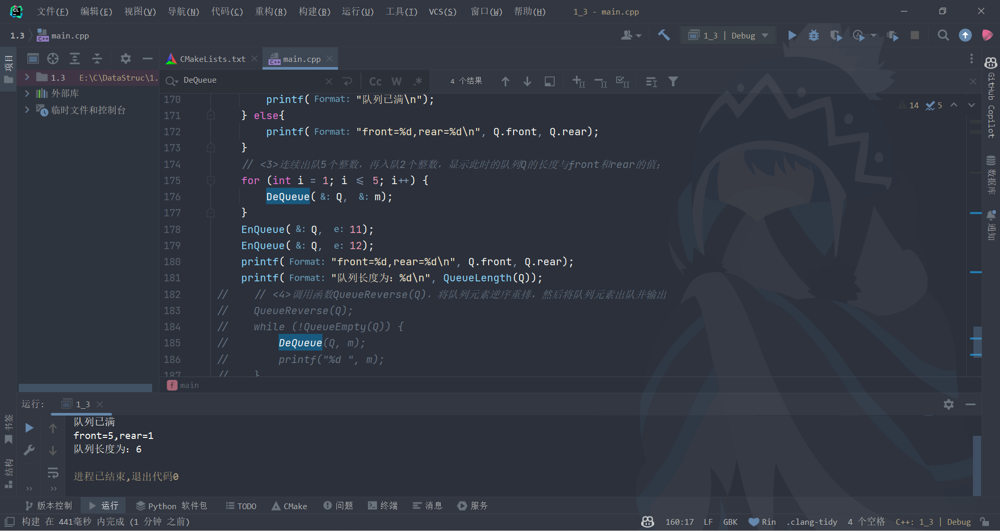 文件(F) 编辑(E) 视图(V) 导航(N) 代码(C) 重构(R) 构建(B) 运行(U) 工具(T) VCS(S) 窗口(W) 帮助(H) 1_3 - main.cpp
1.3 main.cpp 1_3 | Debug
项目 CMakeLists.txt main.cpp
1.3 E:\C\DataStruc\1.
外部库
临时文件和控制台
DeQueue Cc W .* 4 个结果
14 5
170 printf( Format: "队列已满\n");
171 } else{
172 printf( Format: "front=%d,rear=%d\n", Q.front, Q.rear);
173 }
174 // <3>连续出队5个整数，再入队2个整数，显示此时的队列Q的长度与front和rear的值；
175 for (int i = 1; i <= 5; i++) {
176 DeQueue( &: Q, &: m);
177 }
178 EnQueue( &: Q, e: 11);
179 EnQueue( &: Q, e: 12);
180 printf( Format: "front=%d,rear=%d\n", Q.front, Q.rear);
181 printf( Format: "队列长度为：%d\n", QueueLength(Q));
182 // // <4>调用函数QueueReverse(Q)，将队列元素逆序重排，然后将队列元素出队并输出
183 // QueueReverse(Q);
184 // while (!QueueEmpty(Q)) {
185 // DeQueue(Q, m);
186 // printf("%d ", m);
187 // }
f main
GitHub Copilot
数据库
通知
运行: 1_3
队列已满
front=5,rear=1
队列长度为：6
进程已结束,退出代码0
书签
结构
版本控制 运行 Python 软件包 TODO CMake 问题 终端 消息 服务
构建 在 441毫秒 内完成 (1 分钟 之前) 160:17 LF GBK Rin .clang-tidy 4 个空格 C++: 1_3 | Debug